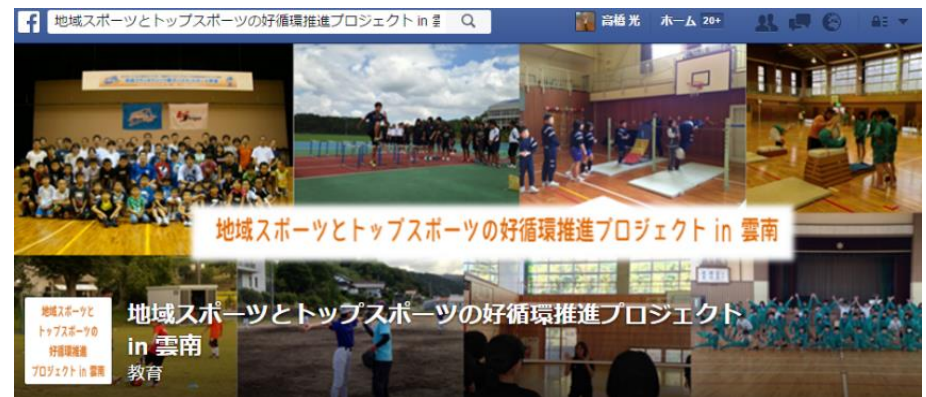 地域スポーツとトップスポーツの好循環推進プロジェクト in 雲
高橋 光
ホーム 20+
地域スポーツとトップスポーツの好循環推進プロジェクト in 雲南
地域スポーツと
トップスポーツの
好循環推進
プロジェクト in 雲南
地域スポーツとトップスポーツの好循環推進プロジェクト
in 雲南
教育